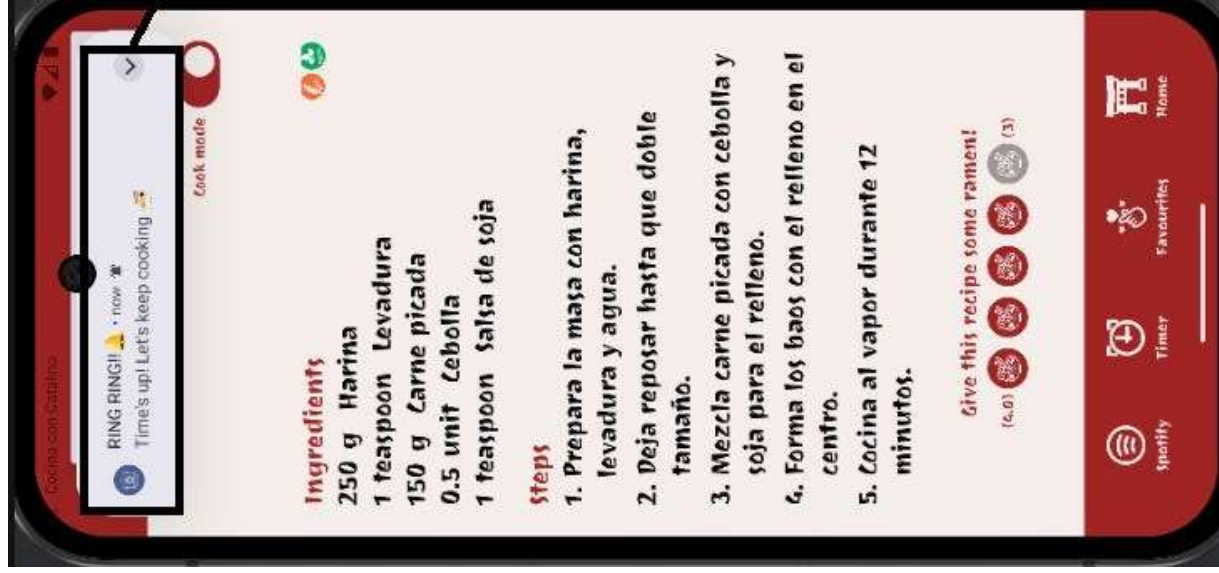 Cocina con Catalina
RING RING!! 🔔 • now
Time's up! Let's keep cooking 🍜
Cook mode
Ingredients
250 g Harina
1 teaspoon Levadura
150 g Carne picada
0.5 unit Cebolla
1 teaspoon Salsa de soja
Steps
1. Prepara la masa con harina,
levadura y agua.
2. Deja reposar hasta que doble
tamaño.
3. Mezcla carne picada con cebolla y
soja para el relleno.
4. Forma los baos con el relleno en el
centro.
5. Cocina al vapor durante 12
minutos.
Give this recipe some ramen!
(4.0) (3)
Spotify Timer Favourites Home